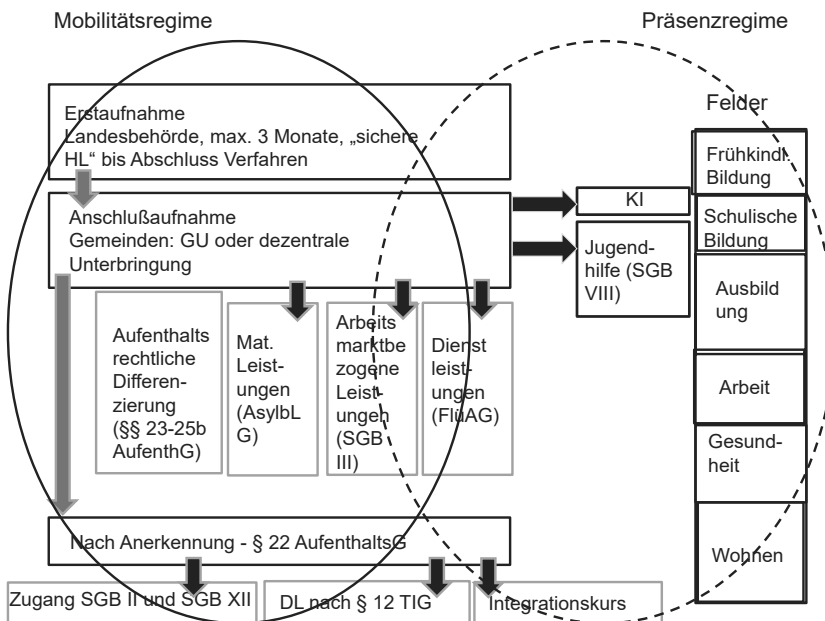 Mobilitätsregime
Präsenzregime
Erstaufnahme
Landesbehörde, max. 3 Monate, „sichere
HL“ bis Abschluss Verfahren
Anschlußaufnahme
Gemeinden: GU oder dezentrale
Unterbringung
Aufenthalts
rechtliche
Differen-
zierung
(§§ 23-25b
AufenthG)
Mat.
Leist-
ungen
(AsylbL
G)
Arbeits
marktbe
zogene
Leist-
ungen
(SGB
III)
Dienst
leist-
ungen
(FlüAG)
KI
Jugend-
hilfe (SGB
VIII)
Felder
Frühkindl.
Bildung
Schulische
Bildung
Ausbild
ung
Arbeit
Gesund-
heit
Wohnen
Nach Anerkennung - § 22 AufenthaltsG
Zugang SGB II und SGB XII
DL nach § 12 TIG
Integrationskurs